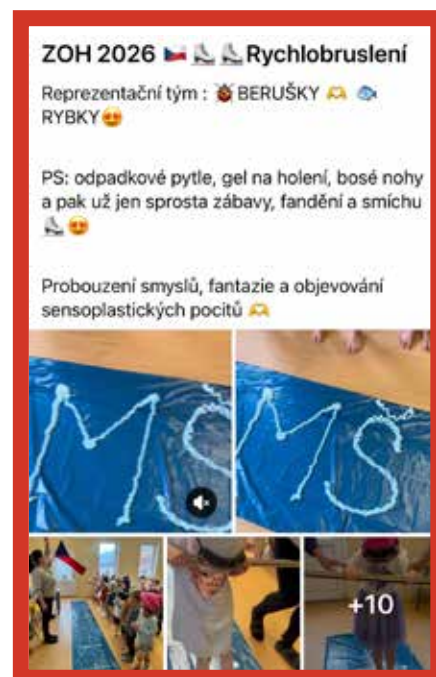 ZOH 2026 🇨🇿 ⛸️ ⛸️Rychlobruslení
Reprezentační tým : 🐞BERUŠKY 🫶 🐟
RYBKY😍
PS: odpadkové pytle, gel na holení, bosé nohy
a pak už jen sprosta zábavy, fandění a smíchu
⛸️ 😍
Probouzení smyslů, fantazie a objevování
sensoplastických pocitů 🫶
MŠ
MŠ
+10